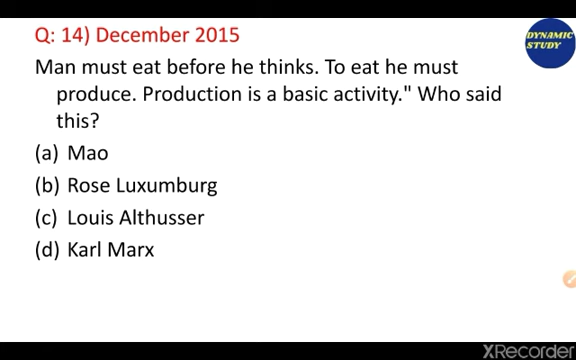 Q: 14) December 2015
DYNAMIC
STUDY
Man must eat before he thinks. To eat he must
produce. Production is a basic activity." Who said
this?
(a) Mao
(b) Rose Luxumburg
(c) Louis Althusser
(d) Karl Marx
XRecorder